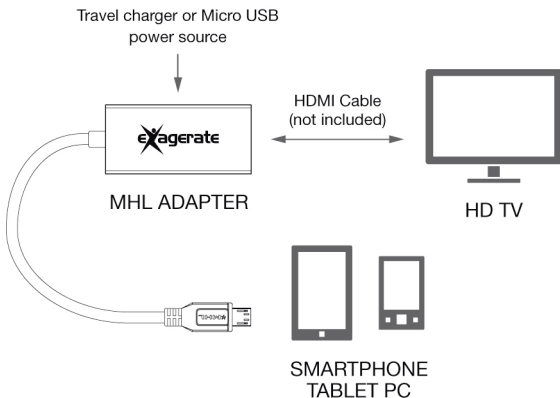 Travel charger or Micro USB
power source
HDMI Cable
(not included)
exagerate
MHL ADAPTER
HD TV
SMARTPHONE
TABLET PC